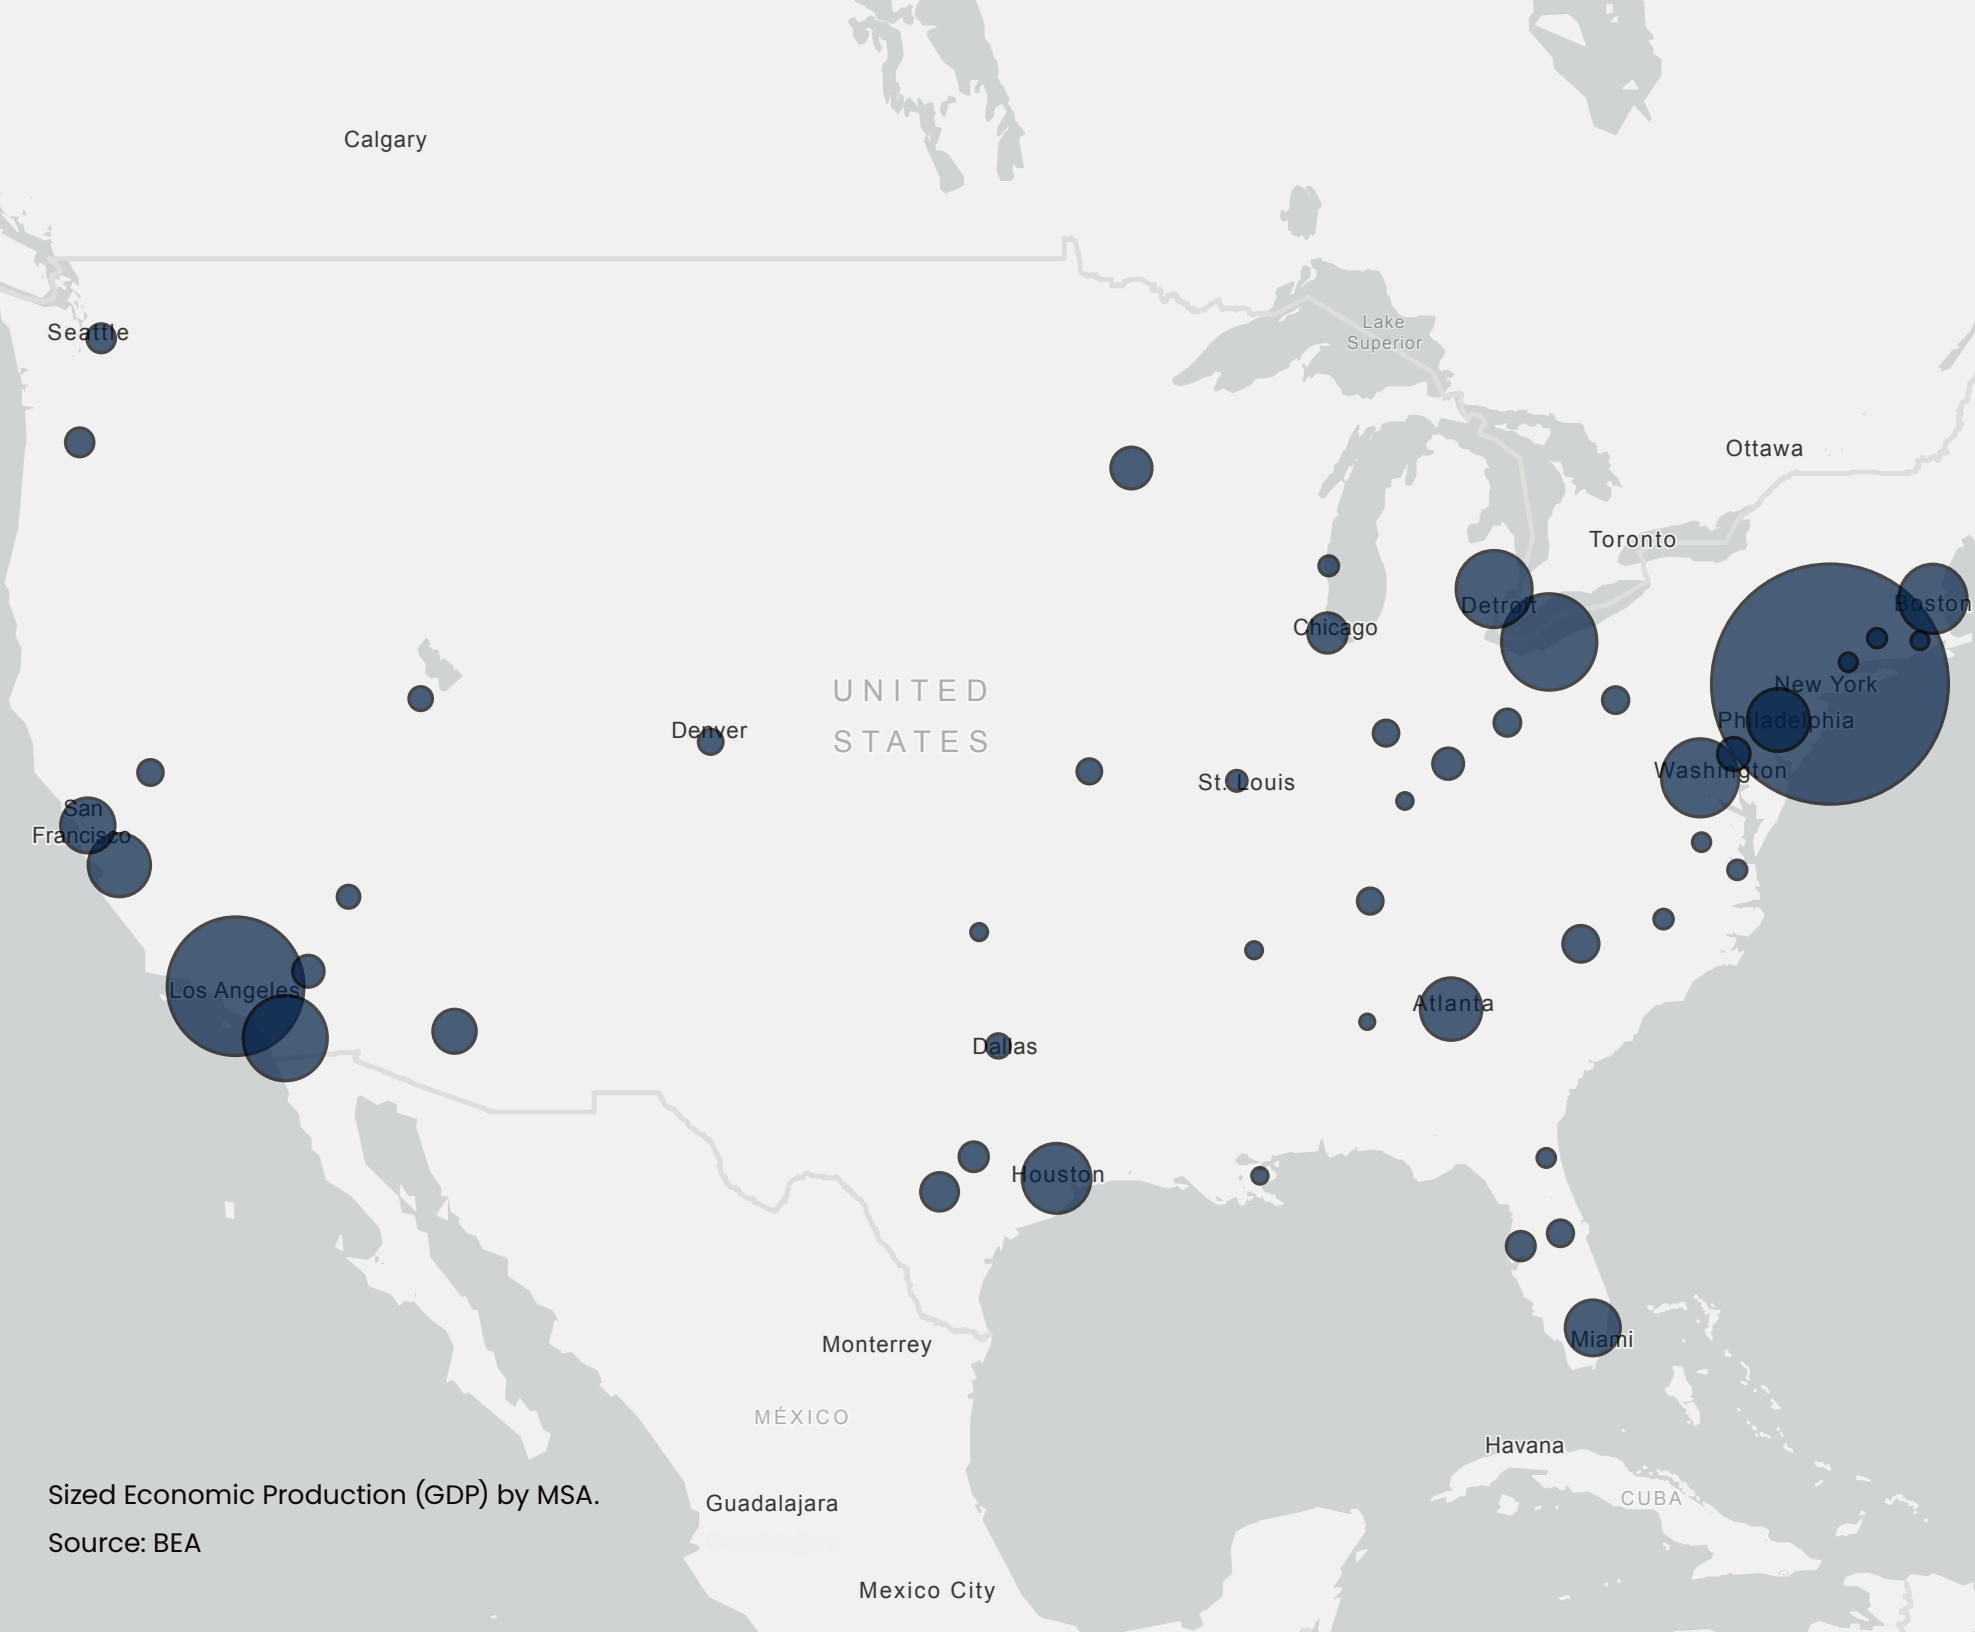 Calgary
Seattle
Lake
Superior
Ottawa
Toronto
Detroit
Boston
Chicago
UNITED
STATES
New York
Philadelphia
Denver
Washington
St. Louis
San
Francisco
Los Angeles
Atlanta
Dallas
Houston
Miami
Monterrey
MÉXICO
Havana
CUBA
Guadalajara
Mexico City
Sized Economic Production (GDP) by MSA.
Source: BEA